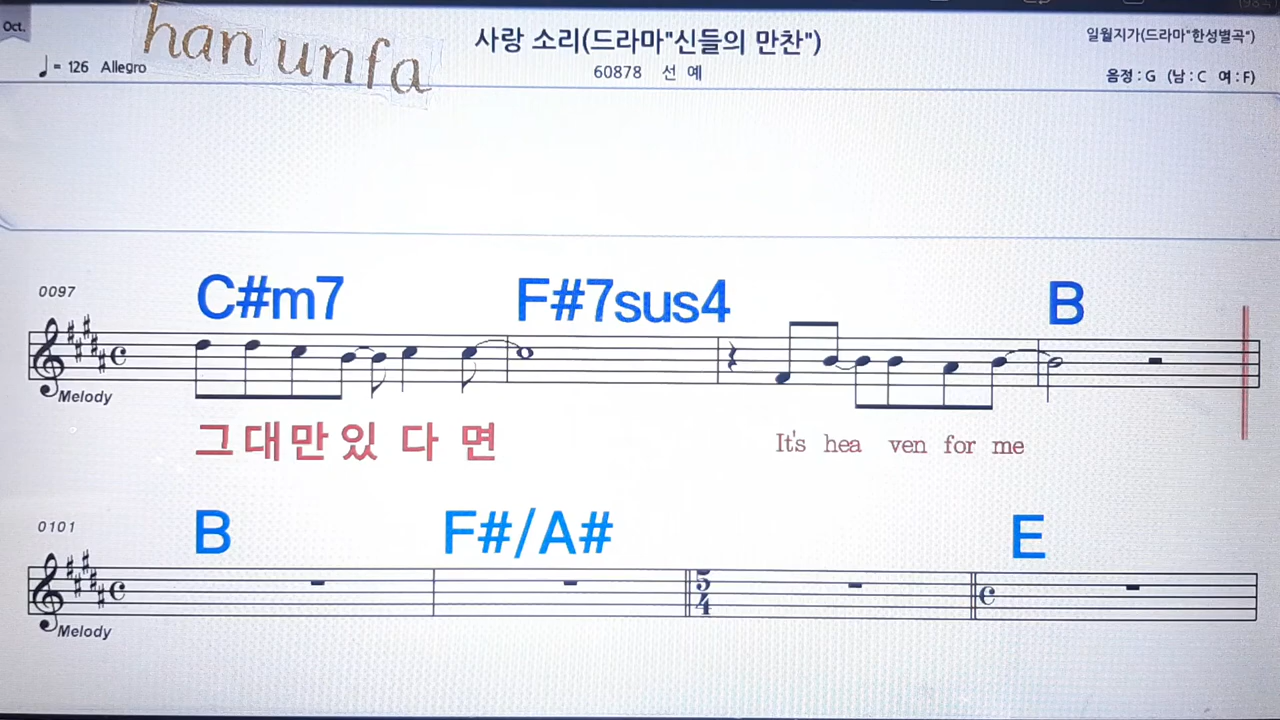 Oct.
han unfa
사랑 소리(드라마"신들의 만찬")
일월지가(드라마"한성별곡")
♩= 126 Allegro
60878 선 예
음정 : G (남 : C 여 : F)
0097
C#m7 F#7sus4 B
Melody
그 대 만 있 다 면 It's hea ven for me
0101
B F#/A# E
5
4
Melody